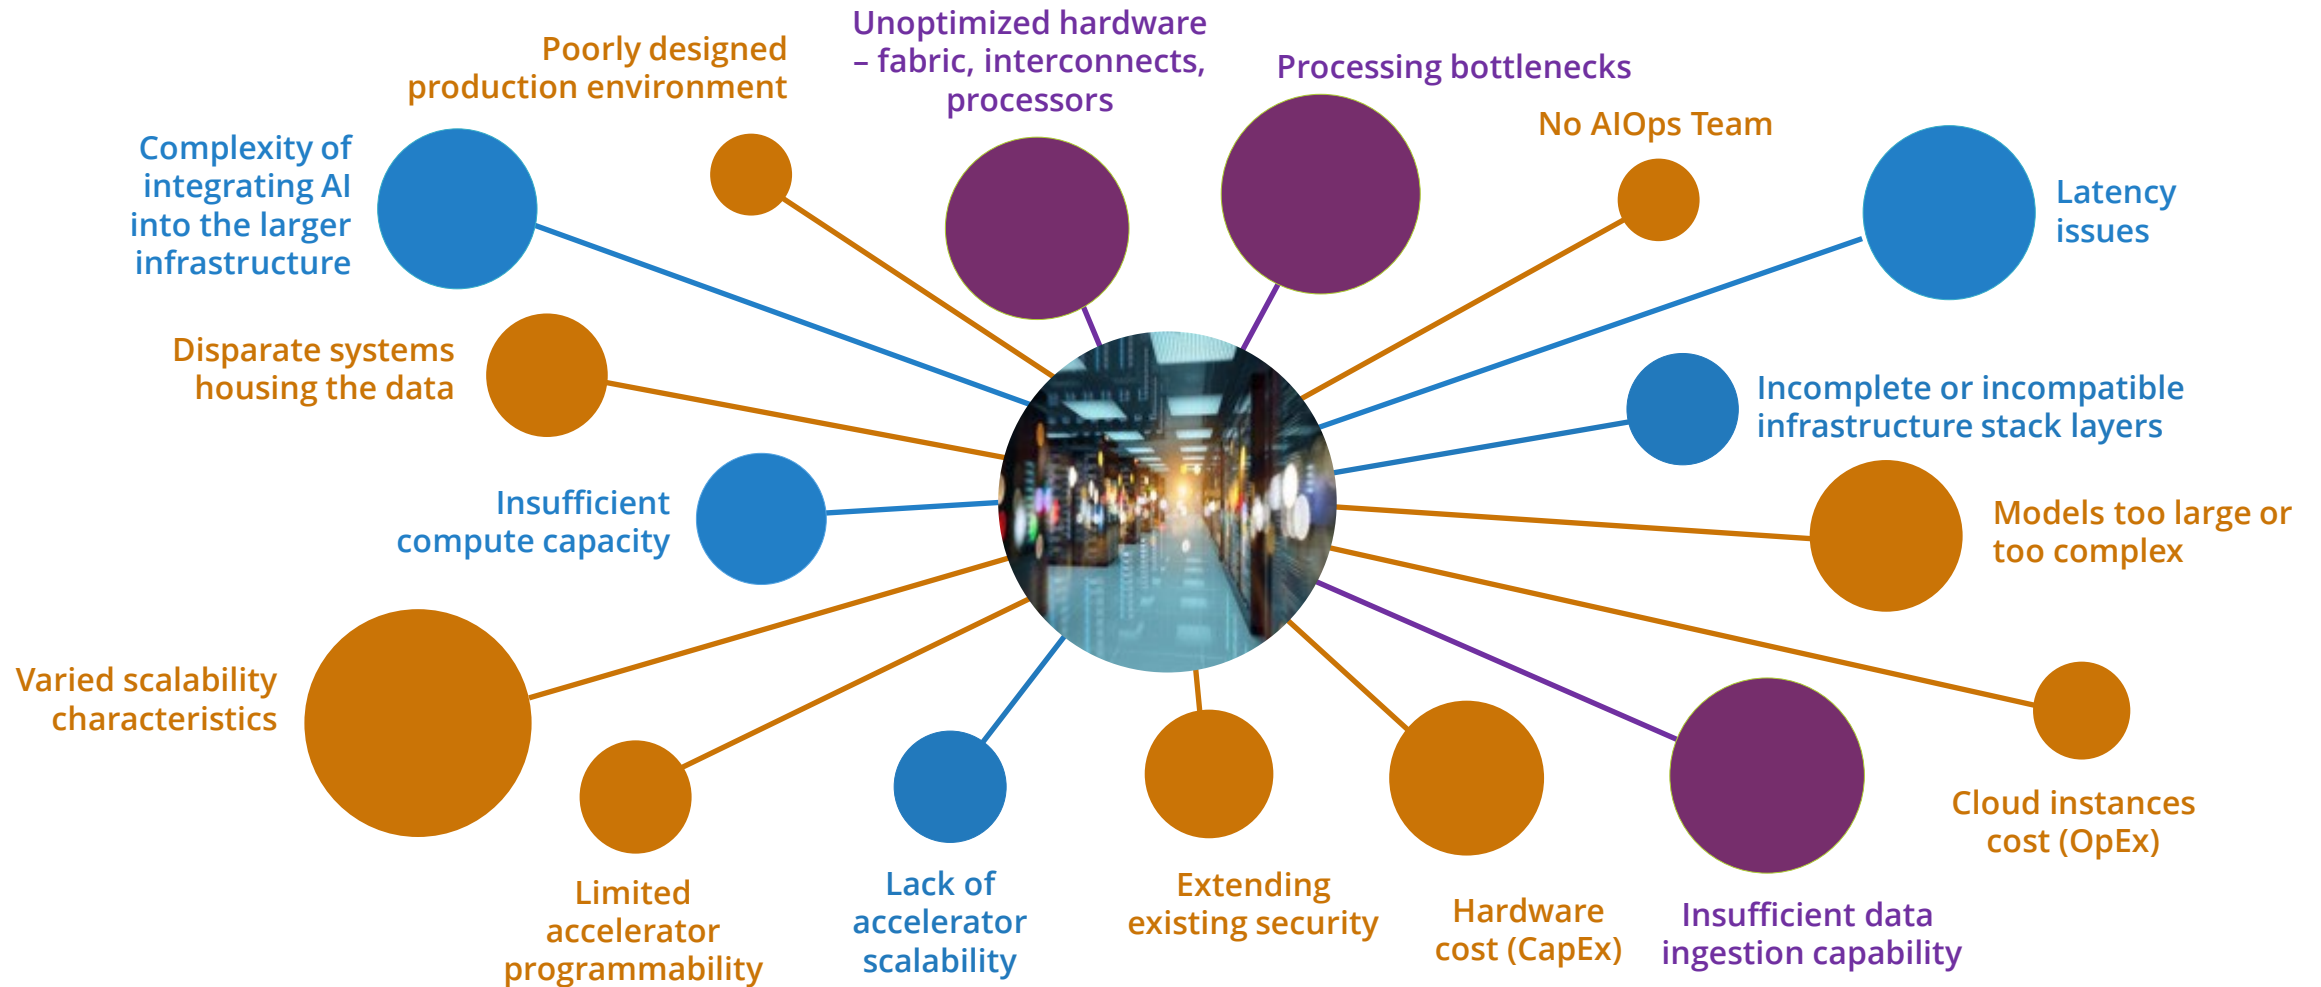 Unoptimized hardware
– fabric, interconnects,
processors
Poorly designed
production environment
Processing bottlenecks
No AIOps Team
Complexity of
integrating AI
into the larger
infrastructure
Latency
issues
Disparate systems
housing the data
Incomplete or incompatible
infrastructure stack layers
Insufficient
compute capacity
Models too large or
too complex
Varied scalability
characteristics
Cloud instances
cost (OpEx)
Limited
accelerator
programmability
Lack of
accelerator
scalability
Extending
existing security
Hardware
cost (CapEx)
Insufficient data
ingestion capability